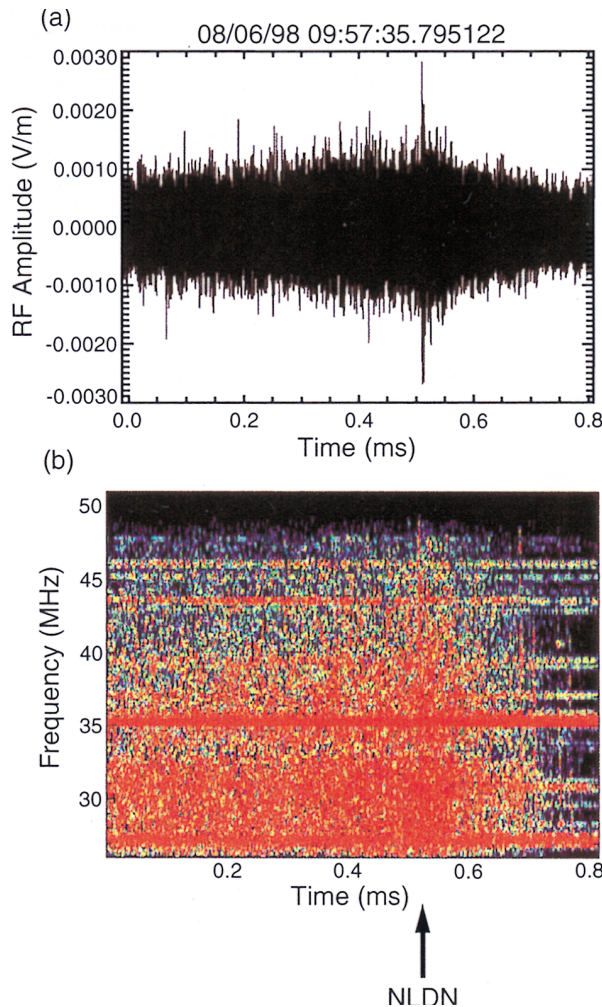 (a)
08/06/98 09:57:35.795122
RF Amplitude (V/m)
0.0030
0.0020
0.0010
0.0000
-0.0010
-0.0020
-0.0030
0.0 0.2 0.4 0.6 0.8
Time (ms)
(b)
Frequency (MHz)
50
45
40
35
30
0.2 0.4 0.6 0.8
Time (ms)
NLDN